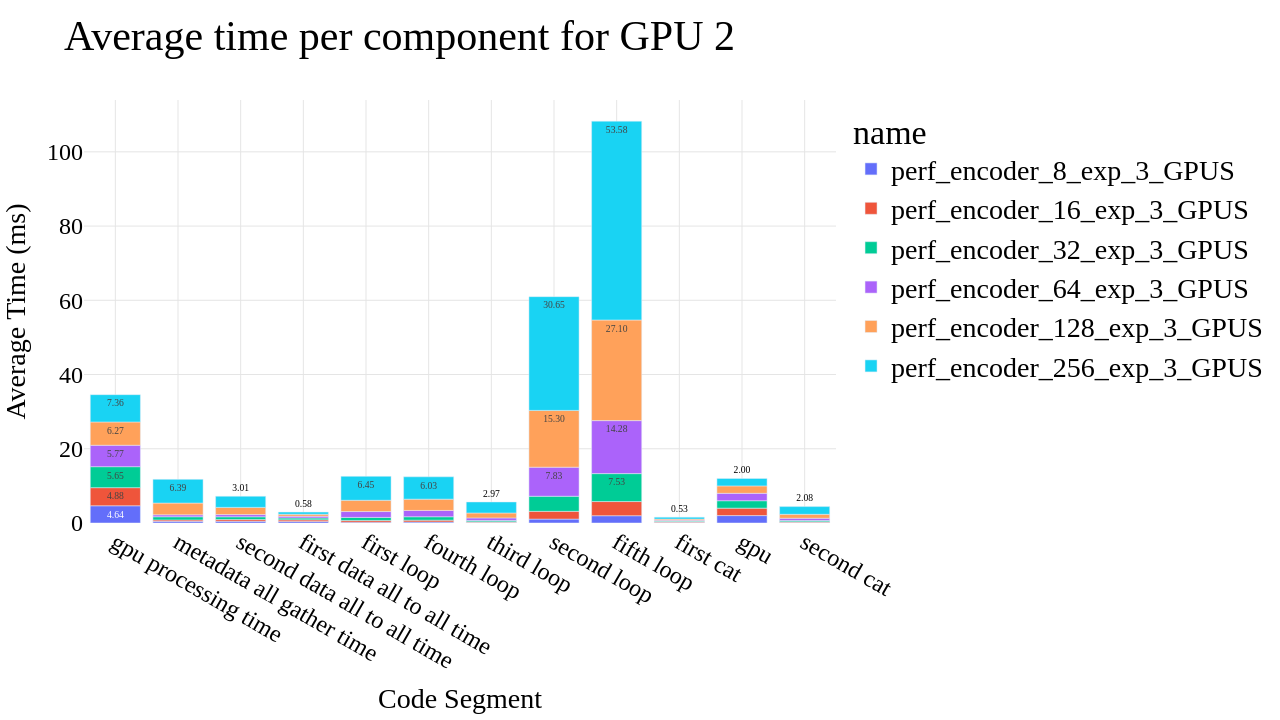 Average time per component for GPU 2
name
perf_encoder_8_exp_3_GPUS
perf_encoder_16_exp_3_GPUS
perf_encoder_32_exp_3_GPUS
perf_encoder_64_exp_3_GPUS
perf_encoder_128_exp_3_GPUS
perf_encoder_256_exp_3_GPUS
Average Time (ms)
100
80
60
40
20
0
7.36
6.27
5.77
5.65
4.88
4.64
6.39
3.01
0.58
6.45
6.03
2.97
30.65
15.30
7.83
53.58
27.10
14.28
7.53
0.53
2.00
2.08
gpu processing time
metadata all gather time
second data all to all time
first data all to all time
first loop
fourth loop
third loop
second loop
fifth loop
first cat
gpu
second cat
Code Segment